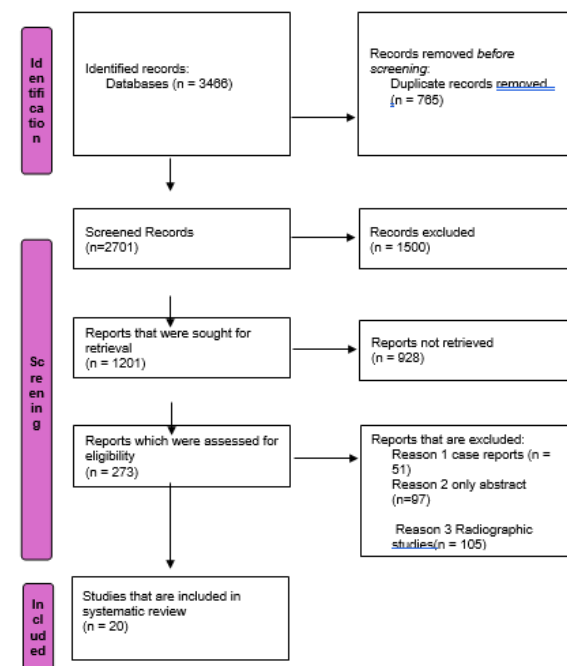 Id
en
tifi
ca
tio
n
Identified records:
Databases (n = 3466)
Records removed before
screening:
Duplicate records removed
(n = 765)
Sc
re
en
in
g
Screened Records
(n=2701)
Records excluded
(n = 1500)
Reports that were sought for
retrieval
(n = 1201)
Reports not retrieved
(n = 928)
Reports which were assessed for
eligibility
(n = 273)
Reports that are excluded:
Reason 1 case reports (n =
51)
Reason 2 only abstract
(n=97)
Reason 3 Radiographic
studies(n = 105)
In
cl
ud
ed
Studies that are included in
systematic review
(n = 20)